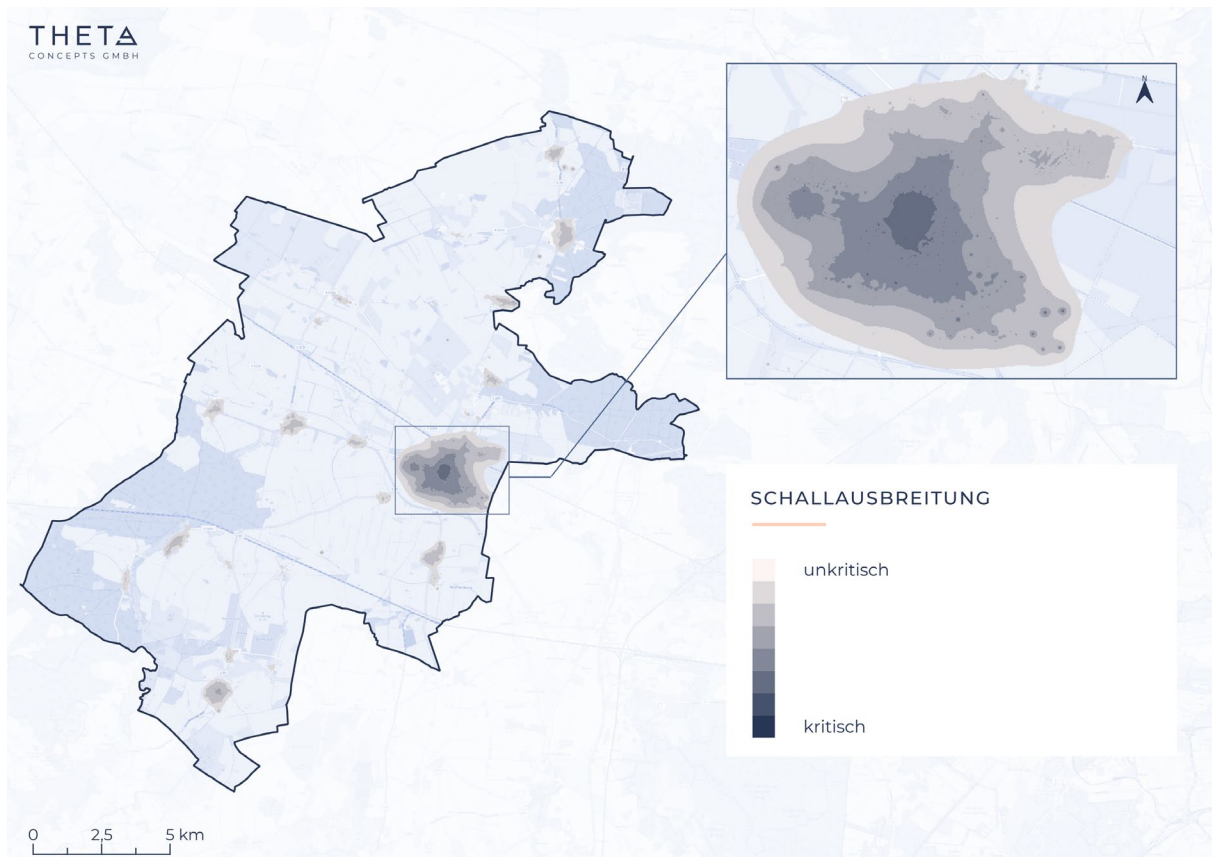 THETA
CONCEPTS GMBH
N
SCHALLAUSBREITUNG
unkritisch
kritisch
0 2,5 5 km